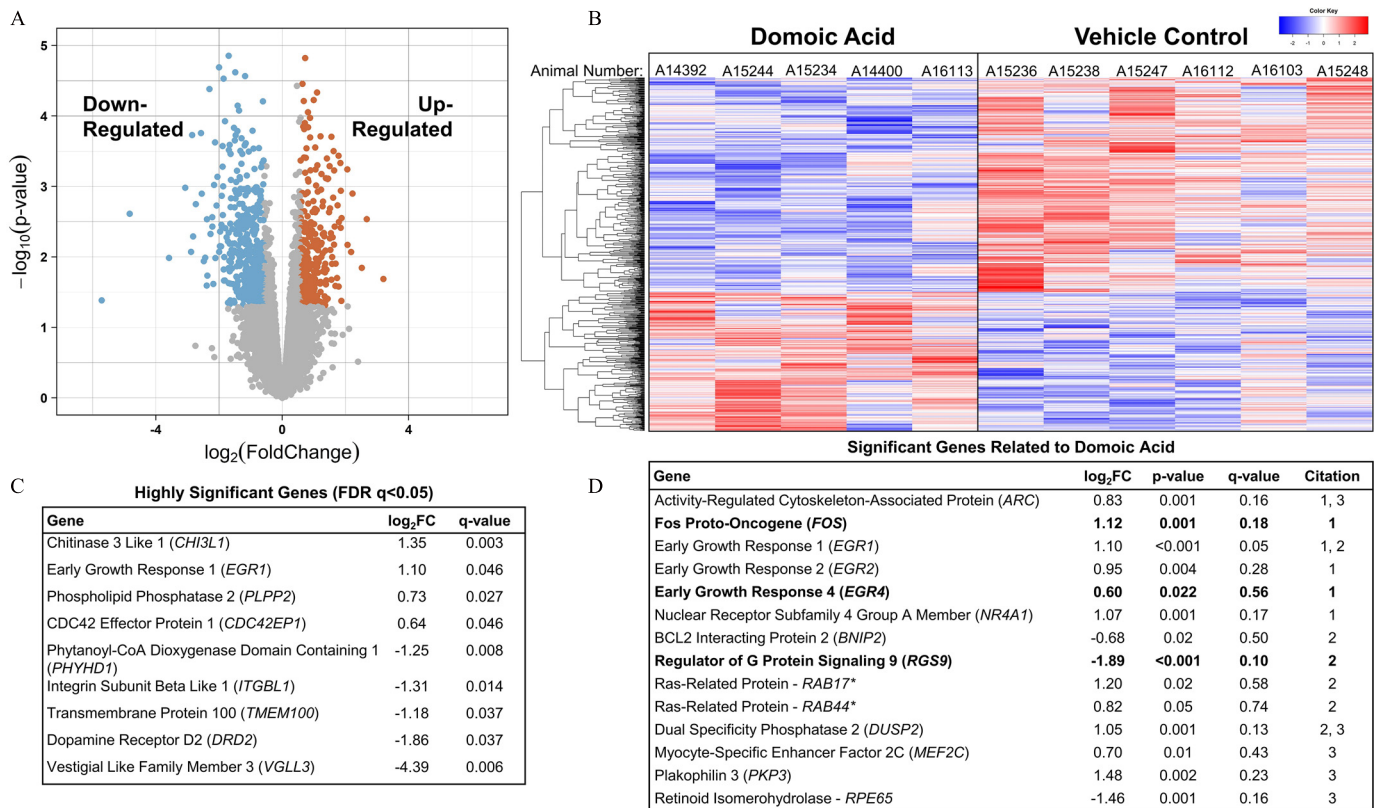 A
5
4
3
2
1
0
-4
0
4
Down-
Regulated
Up-
Regulated
− log10(p-value)
log2(FoldChange)
B
Color Key
-2 -1 0 1 2
Domoic Acid
Vehicle Control
Animal Number:
A14392 A15244 A15234 A14400 A16113 A15236 A15238 A15247 A16112 A16103 A15248
C
Highly Significant Genes (FDR q<0.05)
Gene log2FC q-value
Chitinase 3 Like 1 (CHI3L1) 1.35 0.003
Early Growth Response 1 (EGR1) 1.10 0.046
Phospholipid Phosphatase 2 (PLPP2) 0.73 0.027
CDC42 Effector Protein 1 (CDC42EP1) 0.64 0.046
Phytanoyl-CoA Dioxygenase Domain Containing 1 -1.25 0.008
(PHYHD1)
Integrin Subunit Beta Like 1 (ITGBL1) -1.31 0.014
Transmembrane Protein 100 (TMEM100) -1.18 0.037
Dopamine Receptor D2 (DRD2) -1.86 0.037
Vestigial Like Family Member 3 (VGLL3) -4.39 0.006
D
Significant Genes Related to Domoic Acid
Gene log2FC p-value q-value Citation
Activity-Regulated Cytoskeleton-Associated Protein (ARC) 0.83 0.001 0.16 1, 3
Fos Proto-Oncogene (FOS) 1.12 0.001 0.18 1
Early Growth Response 1 (EGR1) 1.10 <0.001 0.05 1, 2
Early Growth Response 2 (EGR2) 0.95 0.004 0.28 1
Early Growth Response 4 (EGR4) 0.60 0.022 0.56 1
Nuclear Receptor Subfamily 4 Group A Member (NR4A1) 1.07 0.001 0.17 1
BCL2 Interacting Protein 2 (BNIP2) -0.68 0.02 0.50 2
Regulator of G Protein Signaling 9 (RGS9) -1.89 <0.001 0.10 2
Ras-Related Protein - RAB17* 1.20 0.02 0.58 2
Ras-Related Protein - RAB44* 0.82 0.05 0.74 2
Dual Specificity Phosphatase 2 (DUSP2) 1.05 0.001 0.13 2, 3
Myocyte-Specific Enhancer Factor 2C (MEF2C) 0.70 0.01 0.43 3
Plakophilin 3 (PKP3) 1.48 0.002 0.23 3
Retinoid Isomerohydrolase - RPE65 -1.46 0.001 0.16 3